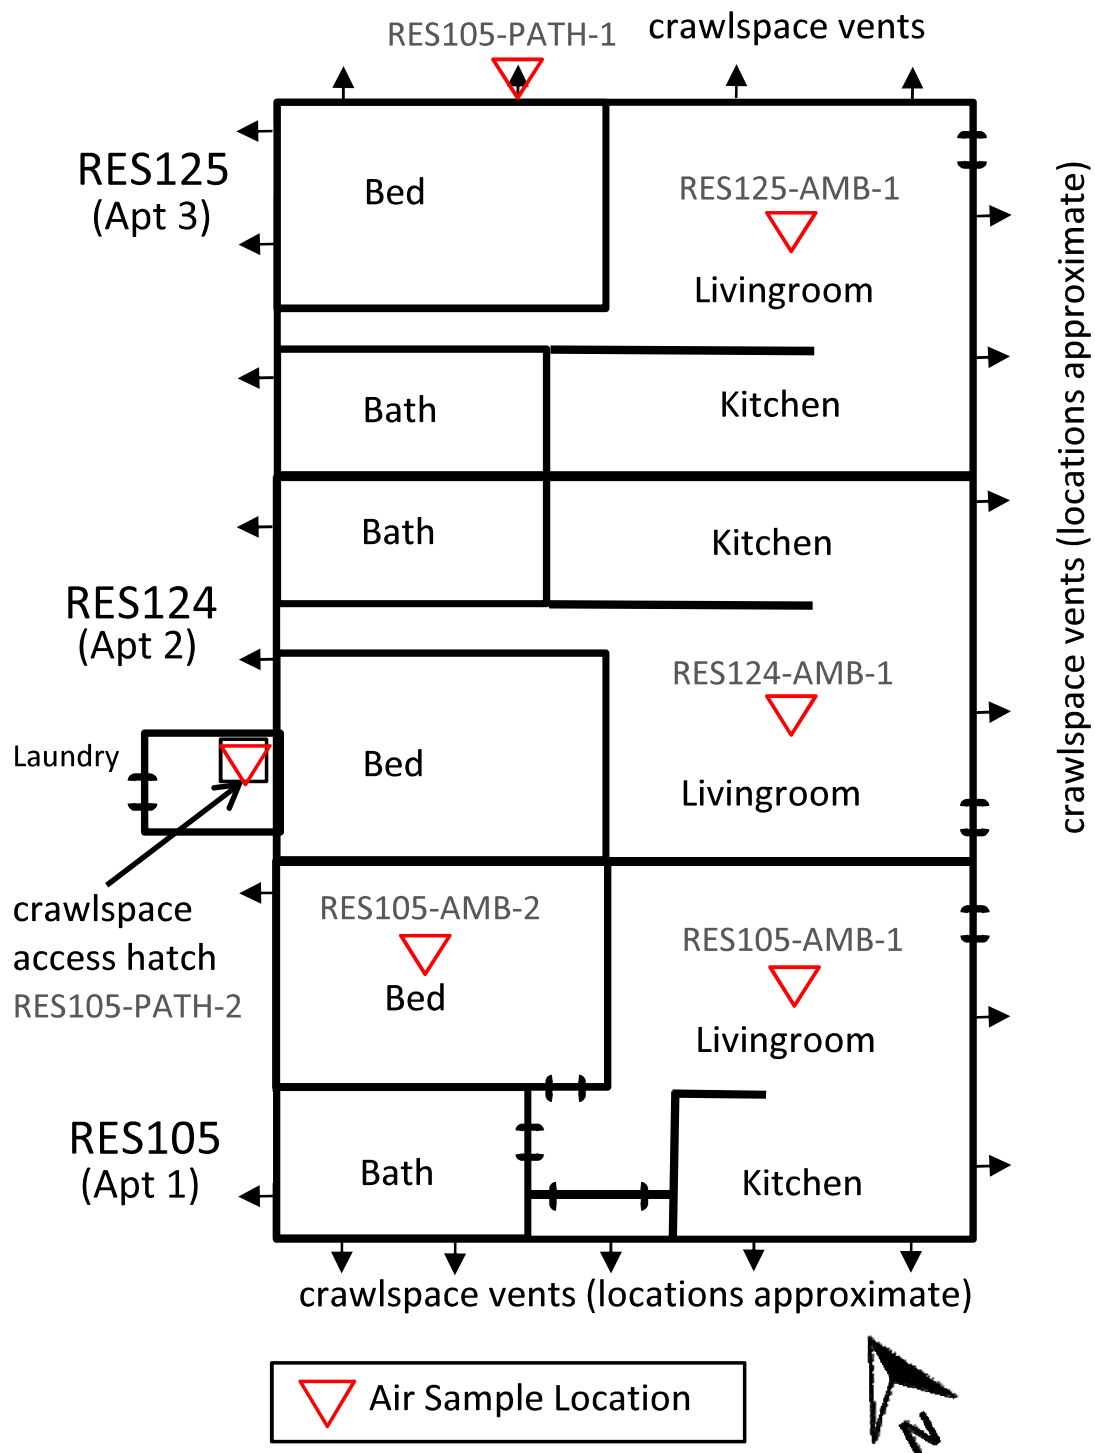 RES105-PATH-1
crawlspace vents
RES125
(Apt 3)
Bed
RES125-AMB-1
Livingroom
Bath
Kitchen
crawlspace vents (locations approximate)
Bath
Kitchen
RES124
(Apt 2)
RES124-AMB-1
Laundry
Bed
Livingroom
crawlspace
access hatch
RES105-PATH-2
RES105-AMB-2
Bed
RES105-AMB-1
Livingroom
RES105
(Apt 1)
Bath
Kitchen
crawlspace vents (locations approximate)
Air Sample Location
N